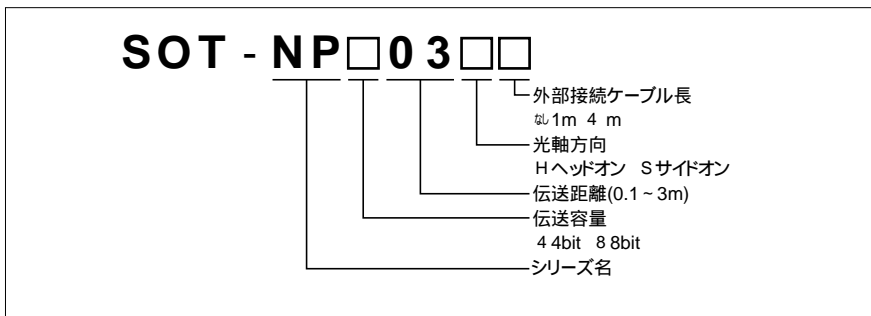 SOT-NP□03□□
外部接続ケーブル長
なし1m 4 m
光軸方向
Hヘッドオン Sサイドオン
伝送距離(0.1~3m)
伝送容量
4 4bit 8 8bit
シリーズ名